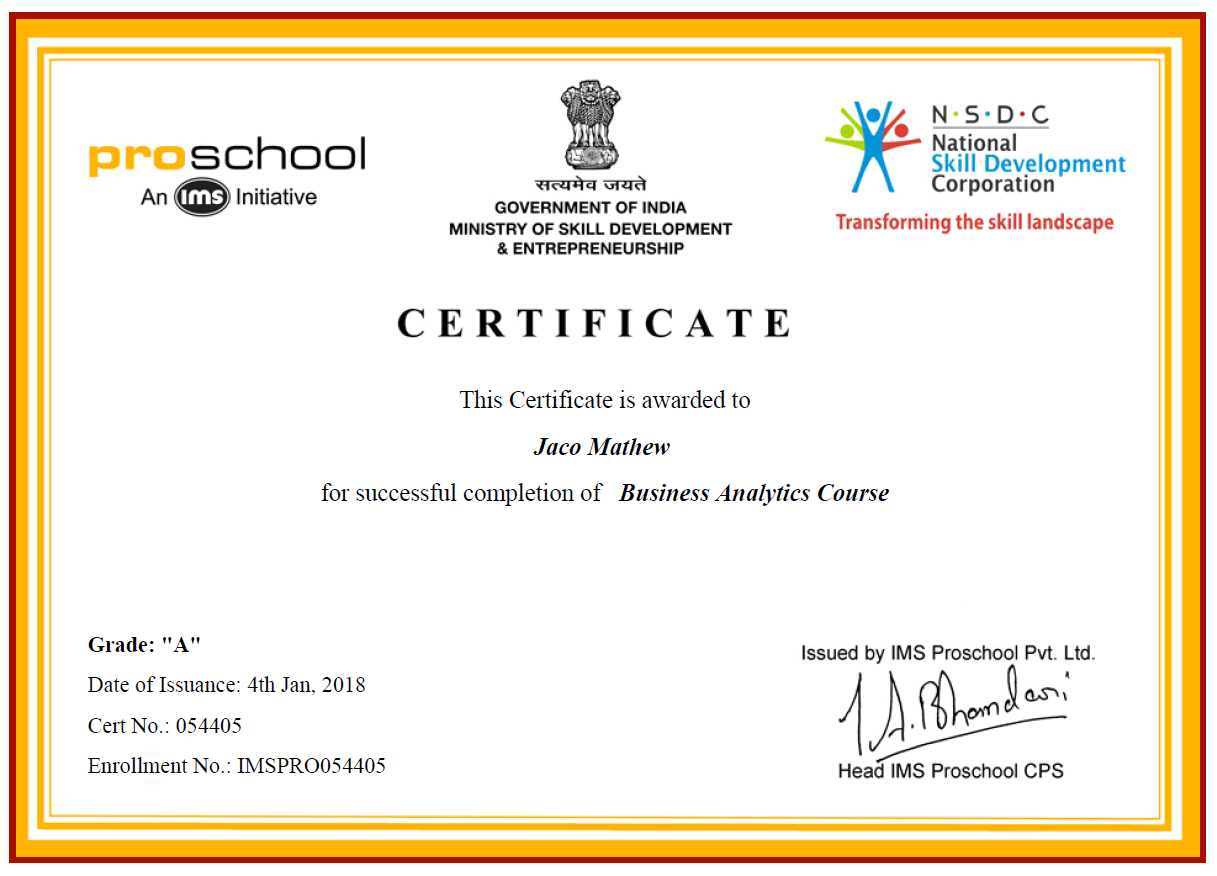 proschool
An ims Initiative
सत्यमेव जयते
GOVERNMENT OF INDIA
MINISTRY OF SKILL DEVELOPMENT
& ENTREPRENEURSHIP
N·S·D·C
National
Skill Development
Corporation
Transforming the skill landscape
CERTIFICATE
This Certificate is awarded to
Jaco Mathew
for successful completion of Business Analytics Course
Grade: "A"
Date of Issuance: 4th Jan, 2018
Cert No.: 054405
Enrollment No.: IMSPRO054405
Issued by IMS Proschool Pvt. Ltd.
Bhandari
Head IMS Proschool CPS